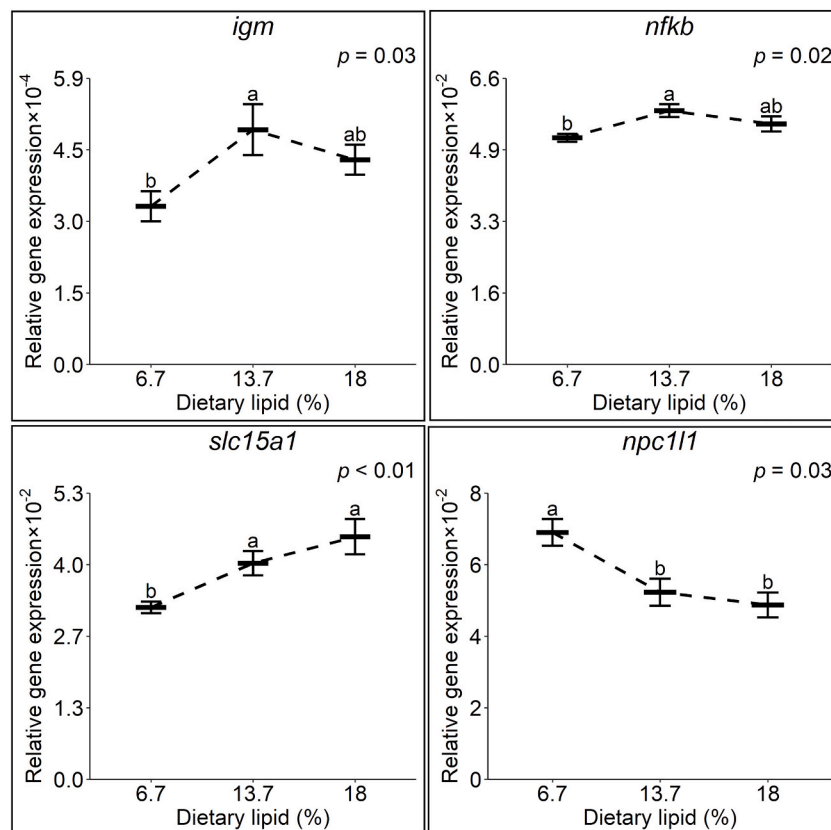 igm
p = 0.03
Relative gene expression×10-4
5.9
4.5
3.0
1.5
0.0
a
ab
b
6.7 13.7 18
Dietary lipid (%)
nfkb
p = 0.02
Relative gene expression×10-2
6.6
4.9
3.3
1.6
0.0
a
ab
b
6.7 13.7 18
Dietary lipid (%)
slc15a1
p < 0.01
Relative gene expression×10-2
5.3
4.0
2.7
1.3
0.0
a
a
b
6.7 13.7 18
Dietary lipid (%)
npc1l1
p = 0.03
Relative gene expression×10-2
8
6
4
2
0
a
b
b
6.7 13.7 18
Dietary lipid (%)